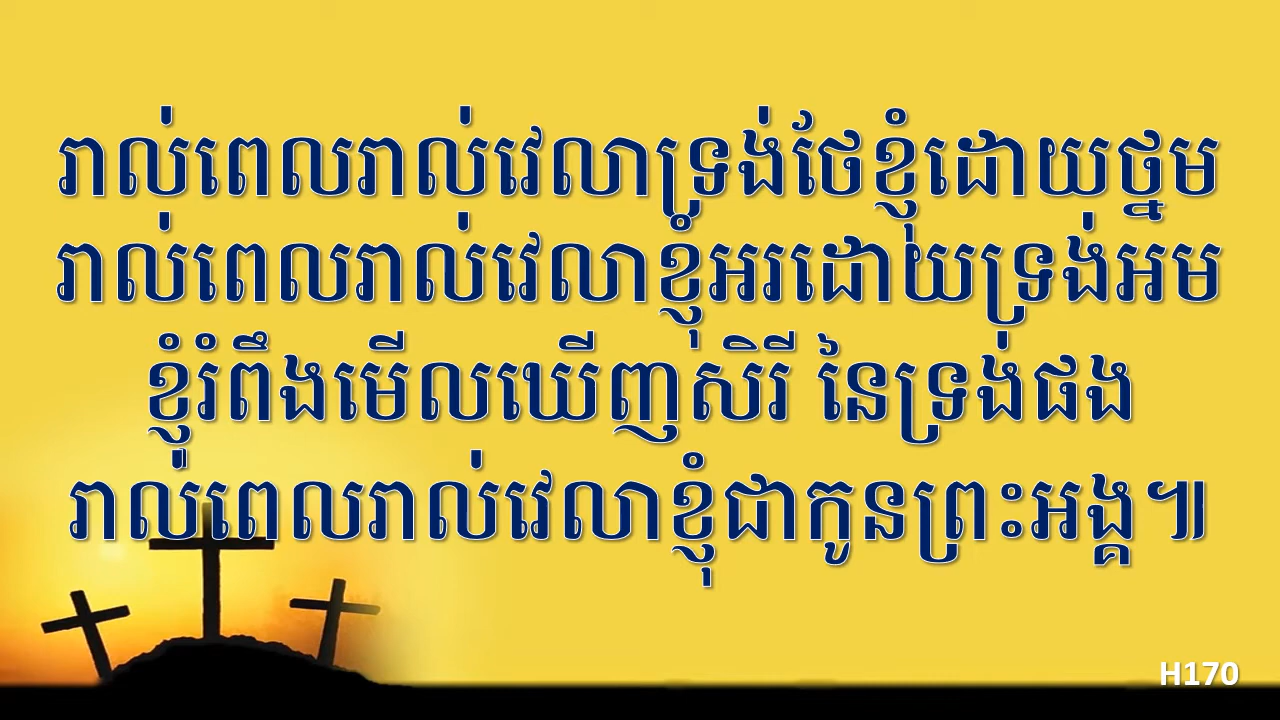 រាល់ពេលរាល់វេលាទ្រង់ថែខ្ញុំដោយថ្នម
រាល់ពេលរាល់វេលាខ្ញុំអរដោយទ្រង់អម
ខ្ញុំរំពឹងមើលឃើញសិរី នៃទ្រង់ផង
រាល់ពេលរាល់វេលាខ្ញុំជាកូនព្រះអង្គ៕
H170